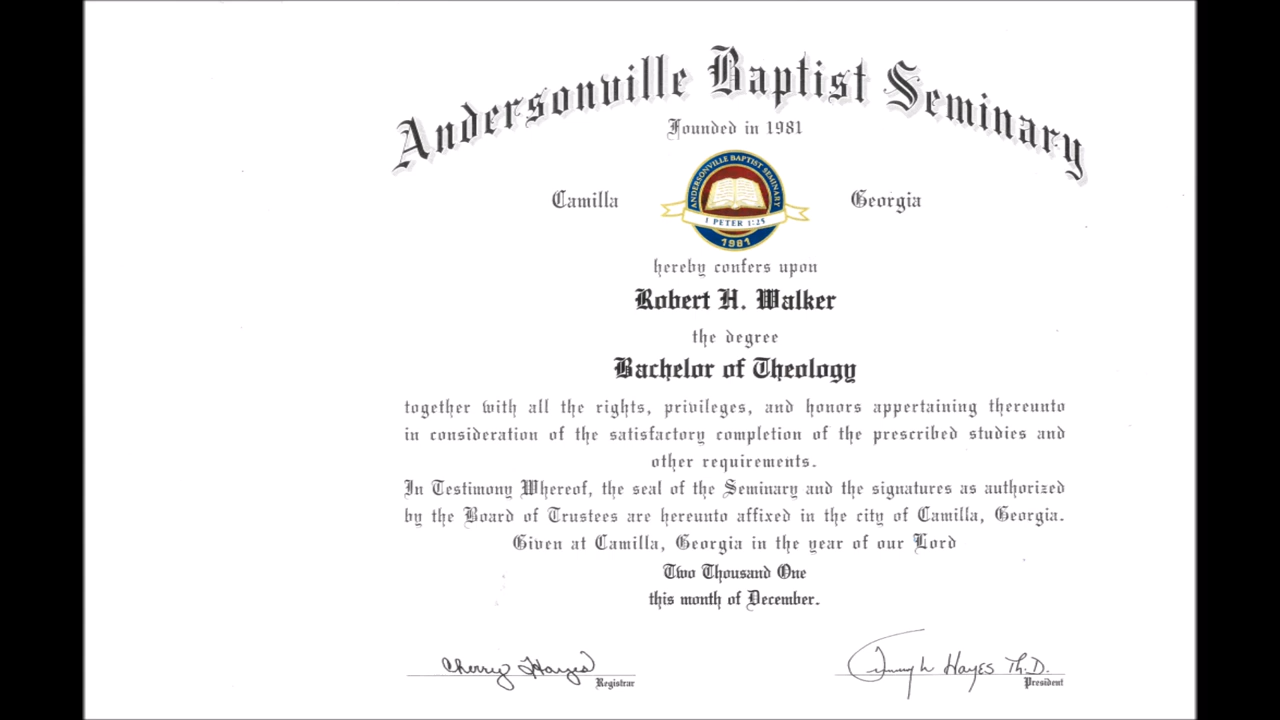 Andersonville Baptist Seminary
Founded in 1981
Camilla
Georgia
ANDERSONVILLE BAPTIST SEMINARY
1 PETER 1:25
1981
hereby confers upon
Robert H. Walker
the degree
Bachelor of Theology
together with all the rights, privileges, and honors appertaining thereunto
in consideration of the satisfactory completion of the prescribed studies and
other requirements.
In Testimony Whereof, the seal of the Seminary and the signatures as authorized
by the Board of Trustees are hereunto affixed in the city of Camilla, Georgia.
Given at Camilla, Georgia in the year of our Lord
Two Thousand One
this month of December.
Cherry Hayes
Hayes Th.D.
Registrar
President